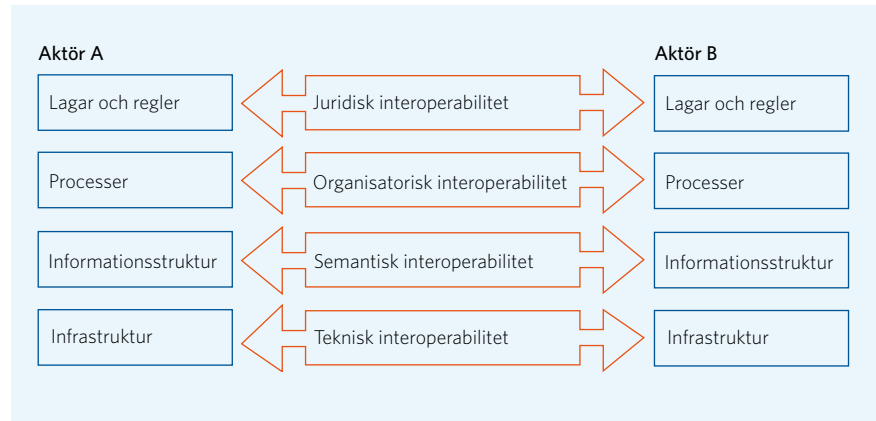 Aktör A
Aktör B
Lagar och regler
Juridisk interoperabilitet
Lagar och regler
Processer
Organisatorisk interoperabilitet
Processer
Informationsstruktur
Semantisk interoperabilitet
Informationsstruktur
Infrastruktur
Teknisk interoperabilitet
Infrastruktur